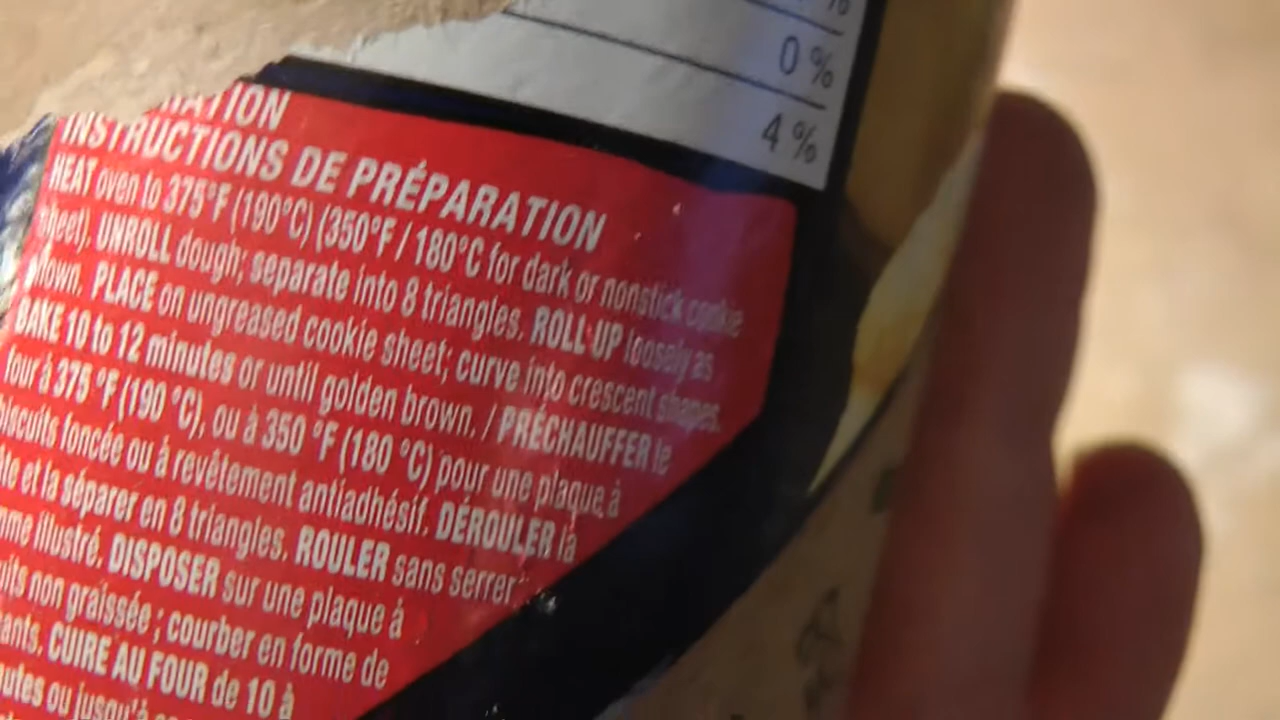 0 %
4 %
INSTRUCTIONS DE PRÉPARATION
HEAT oven to 375°F (190°C) (350°F / 180°C for dark or nonstick cookie
sheet). UNROLL dough; separate into 8 triangles. ROLL UP loosely as
PLACE on ungreased cookie sheet; curve into crescent shapes.
BAKE 10 to 12 minutes or until golden brown. / PRÉCHAUFFER le
four à 375 °F (190 °C), ou à 350 °F (180 °C) pour une plaque à
biscuits foncée ou à revêtement antiadhésif. DÉROULER la
et la séparer en 8 triangles. ROULER sans serrer
illustré. DISPOSER sur une plaque à
non graissée ; courber en forme de
CUIRE AU FOUR de 10 à
ou jusqu'à